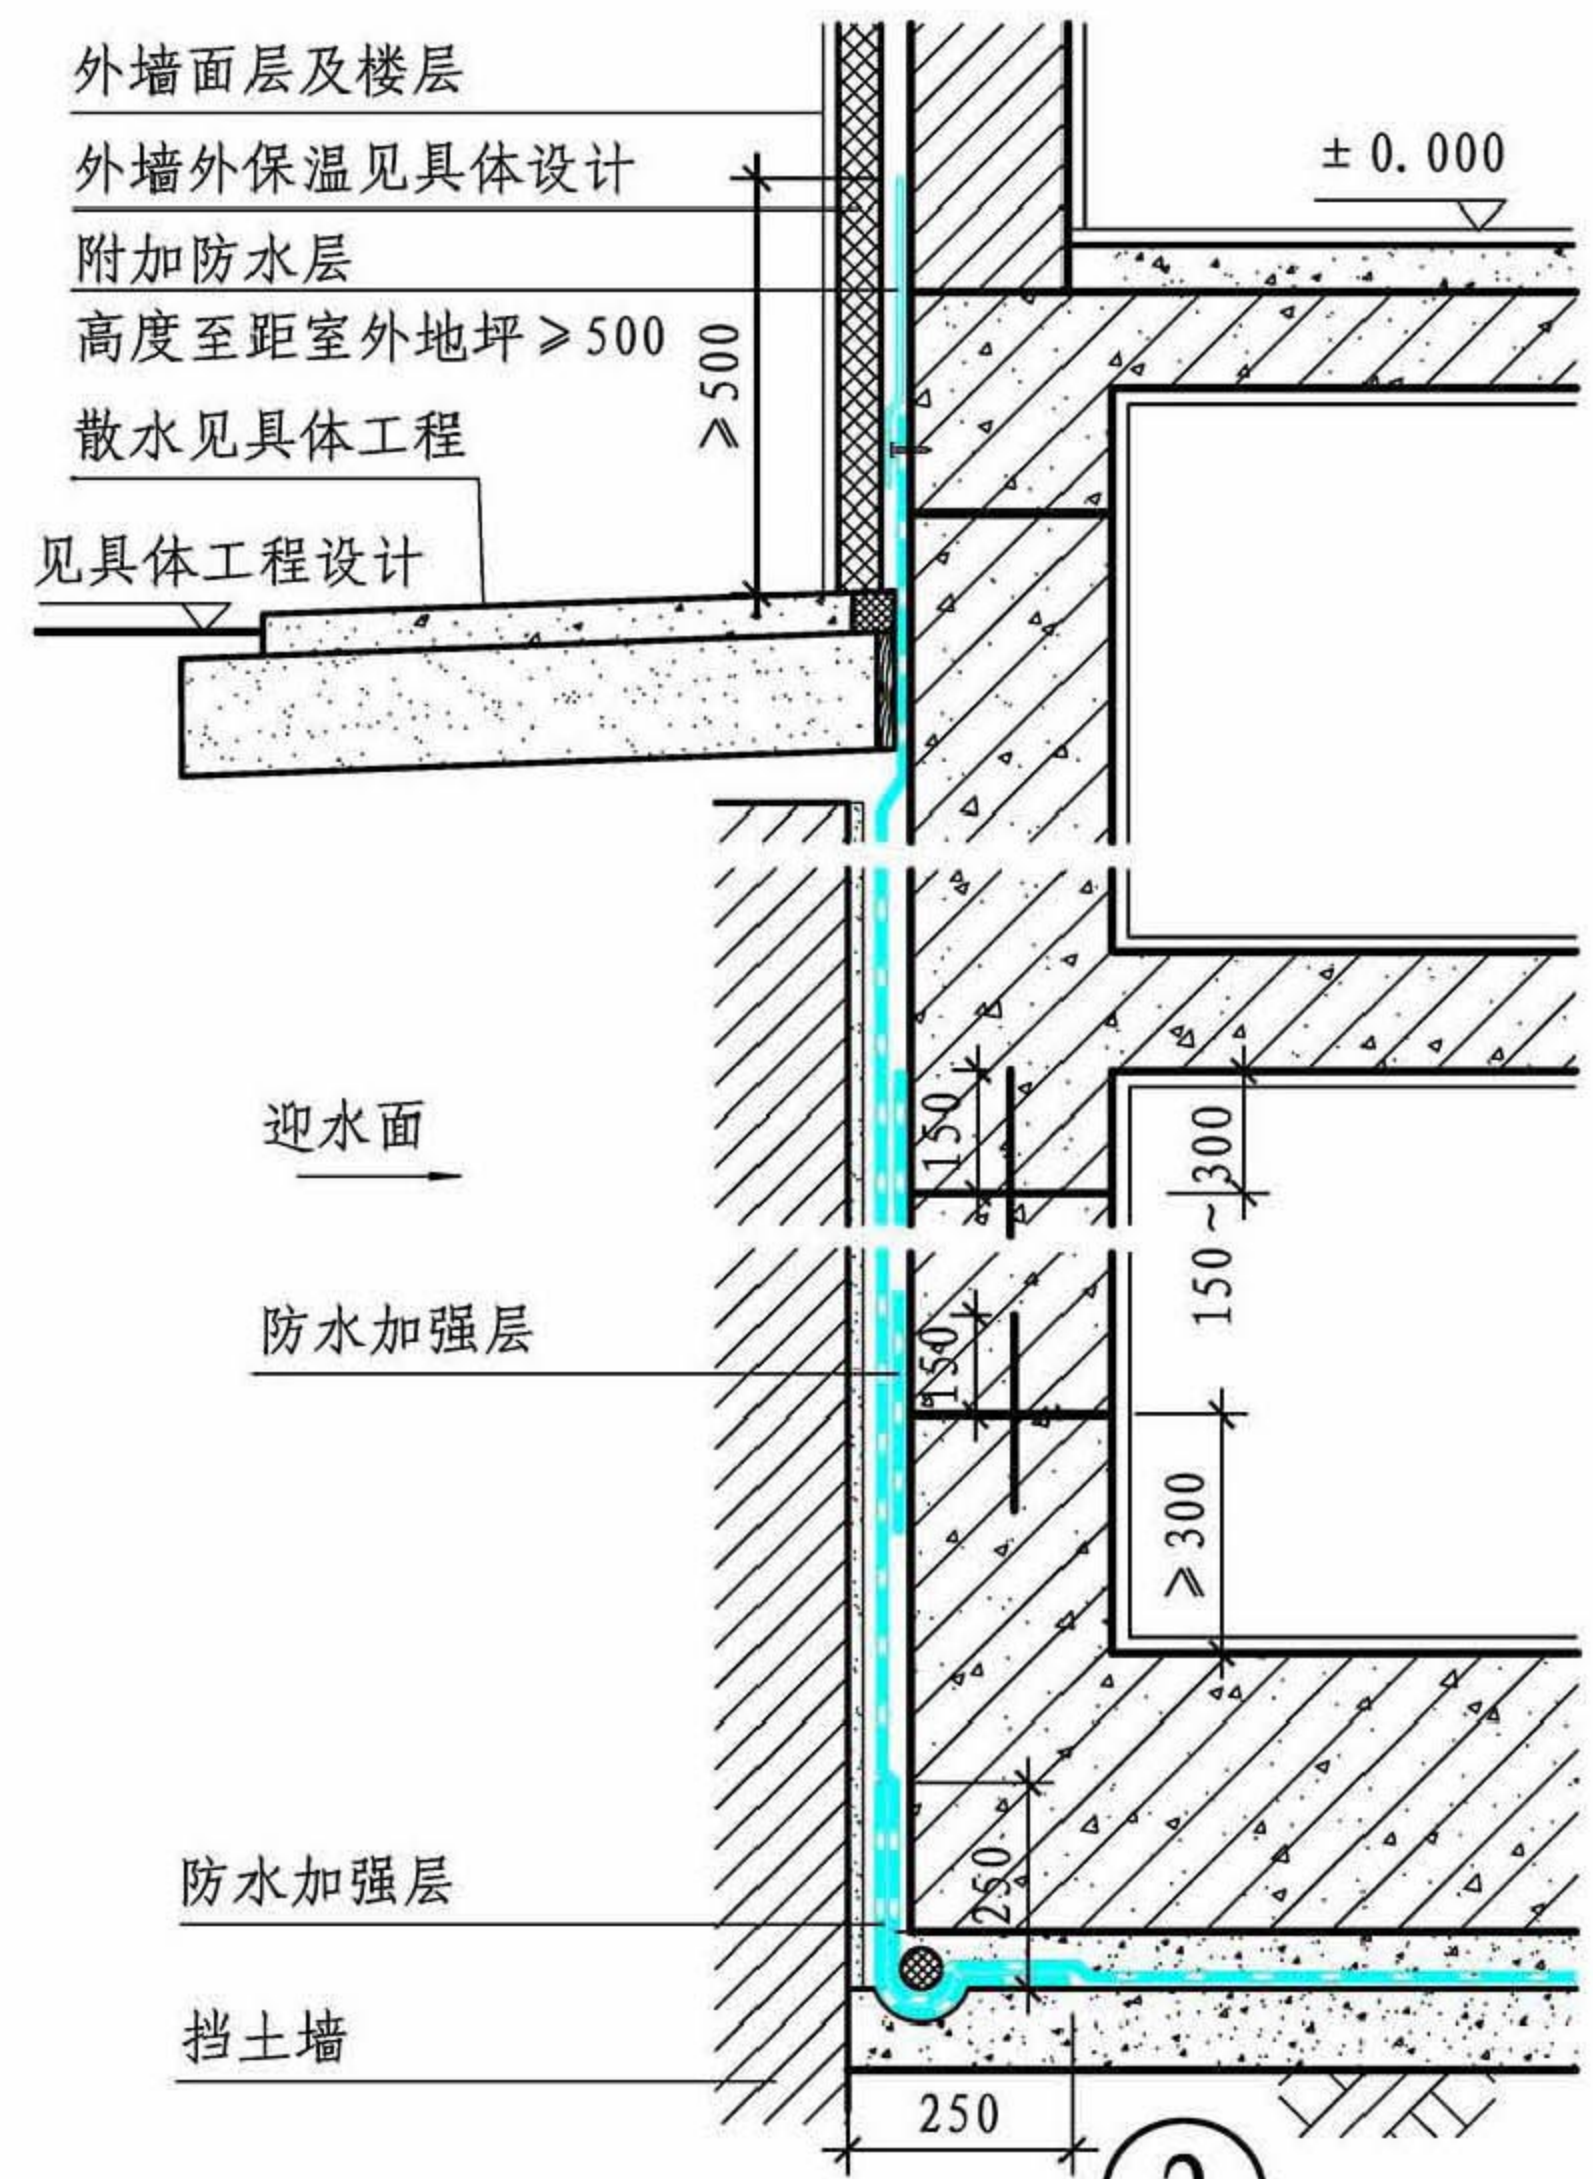 外墙面层及楼层
外墙外保温见具体设计
附加防水层
高度至距室外地坪≥500
散水见具体工程
见具体工程设计
±0.000
≥500
迎水面
150
150~300
防水加强层
150
≥300
防水加强层
250
挡土墙
250
2